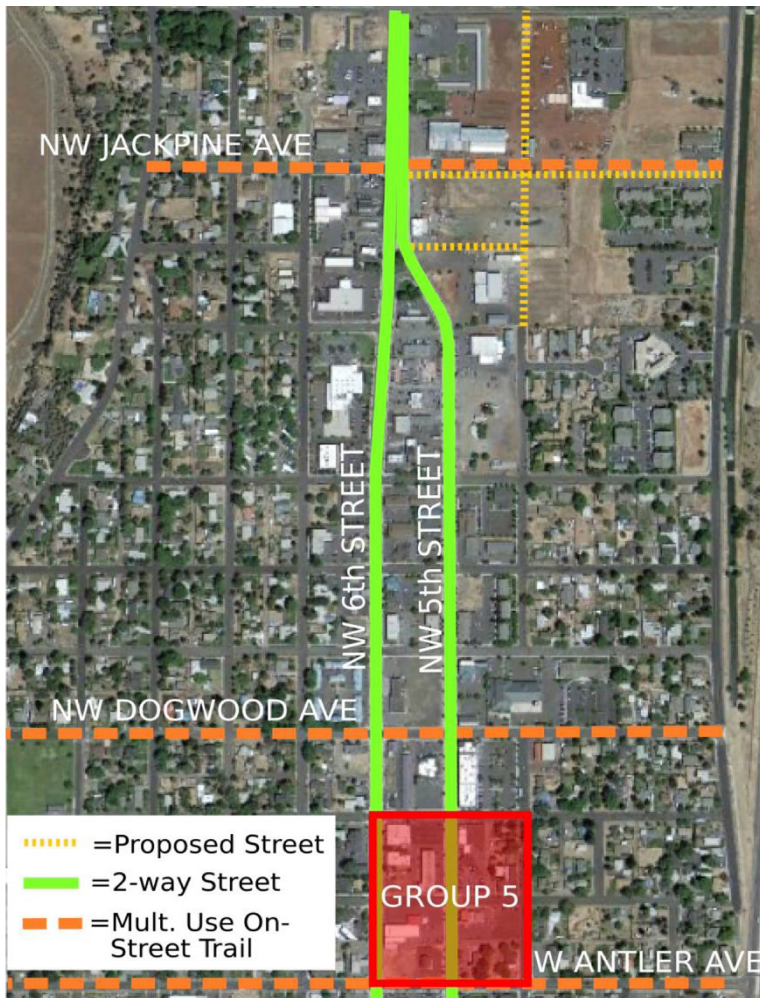 NW JACKPINE AVE
NW 6th STREET
NW 5th STREET
NW DOGWOOD AVE
=Proposed Street
=2-way Street
=Mult. Use On-
Street Trail
GROUP 5
W ANTLER AVE